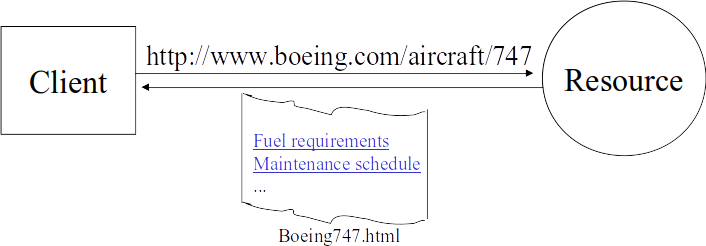 http://www.boeing.com/aircraft/747
Client
Resource
Fuel requirements
Maintenance schedule
...
Boeing747.html